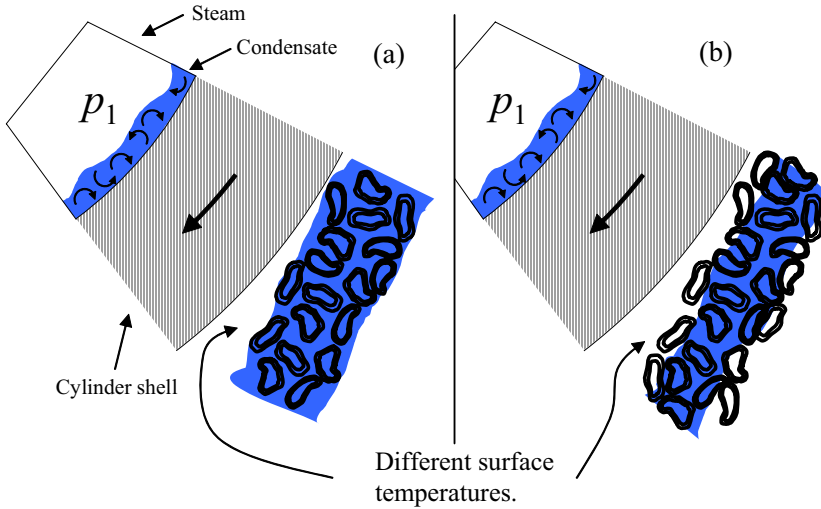 Steam
Condensate
(a)
(b)
p₁
p₁
Cylinder shell
Different surface
temperatures.